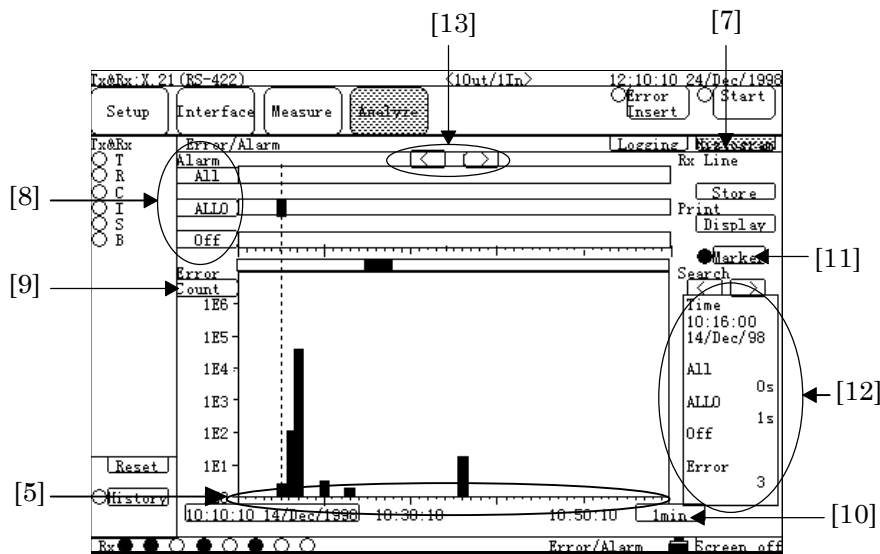 [13] [7]
Tx&Rx:X.21(RS-422) <1Out/1In> 12:10:10 24/Dec/1998
Setup Interface Measure Analyze Error Insert Start
Tx&Rx Error/Alarm Logging Histogram
T Alarm < > Rx Line
R All
[8] C Store
I ALL0 Print
S Display
B Off
Marker [11]
Error Search
[9] Count < >
1E6 Time
10:16:00
1E5 14/Dec/98
1E4 All
0s [12]
1E3 ALL0
1s
1E2 Off
Reset 1E1 Error
3
[5] History
10:10:10 14/Dec/1998 10:30:10 10:50:10 1min [10]
Rx Error/Alarm Screen off